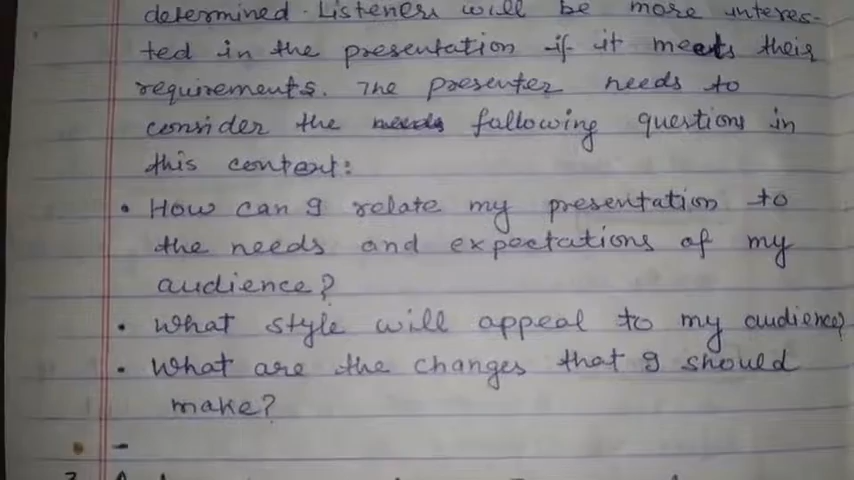 determined. Listeners will be more interes-
ted in the presentation if it meets their
requirements. The presenter needs to
consider the needs following questions in
this context:
• How can I relate my presentation to
the needs and expectations of my
audience?
• What style will appeal to my audience?
• What are the changes that I should
make?